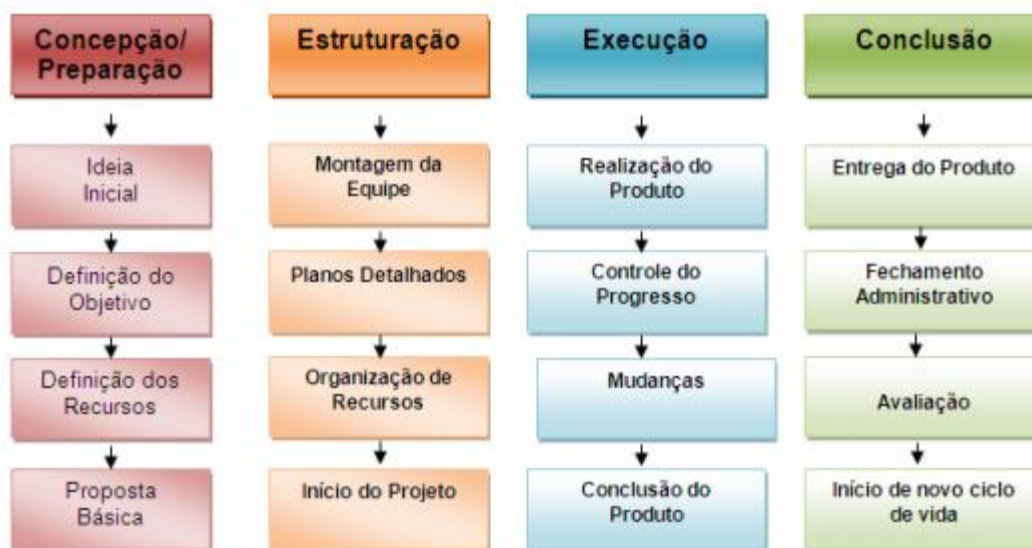 Concepção/
Preparação
Ideia
Inicial
Definição do
Objetivo
Definição dos
Recursos
Proposta
Básica
Estruturação
Montagem da
Equipe
Planos Detalhados
Organização de
Recursos
Início do Projeto
Execução
Realização do
Produto
Controle do
Progresso
Mudanças
Conclusão do
Produto
Conclusão
Entrega do Produto
Fechamento
Administrativo
Avaliação
Início de novo ciclo
de vida